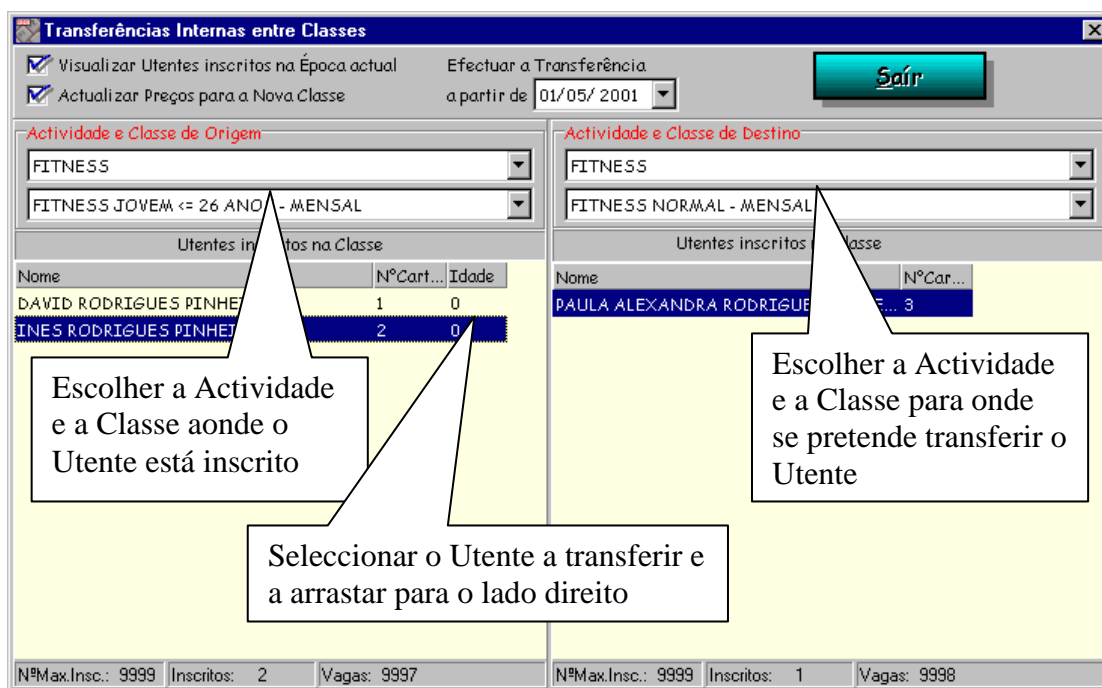 Transferências Internas entre Classes
Visualizar Utentes inscritos na Época actual
Actualizar Preços para a Nova Classe
Efectuar a Transferência
a partir de 01/05/ 2001
Saír
Actividade e Classe de Origem
FITNESS
FITNESS JOVEM <= 26 ANO - MENSAL
Utentes in tos na Classe
Nome NºCart... Idade
DAVID RODRIGUES PINHE 1 0
INES RODRIGUES PINHEI 2 0
Escolher a Actividade
e a Classe aonde o
Utente está inscrito
Seleccionar o Utente a transferir e
a arrastar para o lado direito
NºMax.Insc.: 9999 Inscritos: 2 Vagas: 9997
Actividade e Classe de Destino
FITNESS
FITNESS NORMAL - MENSAL
Utentes inscritos lasse
Nome NºCar...
PAULA ALEXANDRA RODRIGUE E... 3
Escolher a Actividade
e a Classe para onde
se pretende transferir o
Utente
NºMax.Insc.: 9999 Inscritos: 1 Vagas: 9998